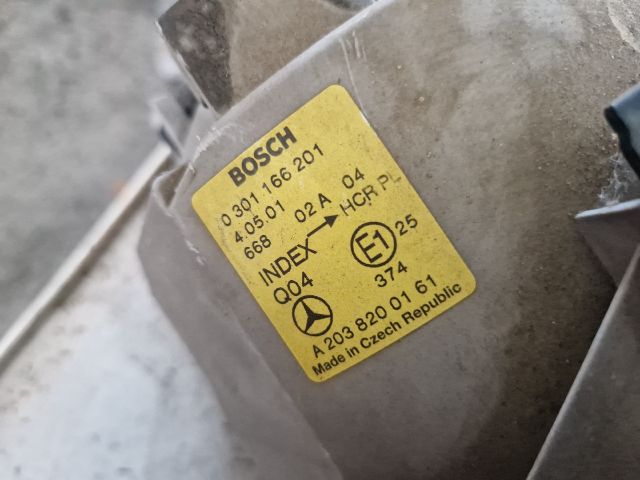 BOSCH
0 301 166 201
4.05.01
668 02 A 04
INDEX → HCR PL
Q04 E1 25
374
A 203 820 01 61
Made in Czech Republic